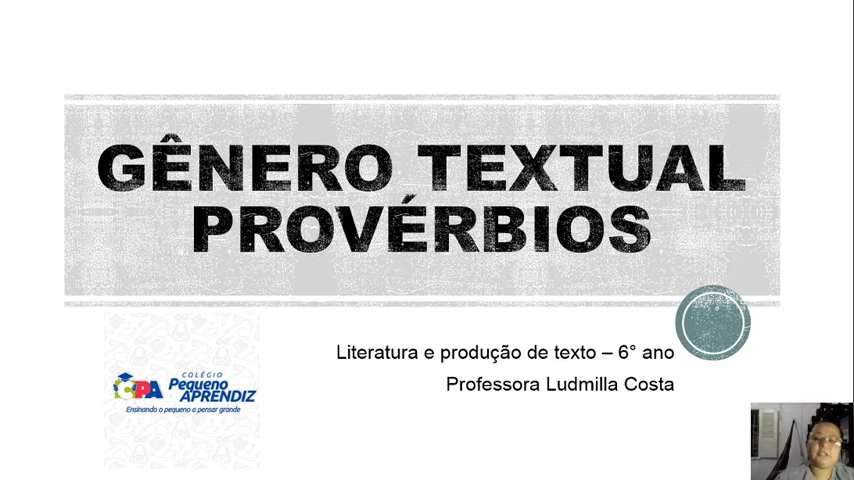 GÊNERO TEXTUAL
PROVÉRBIOS
Literatura e produção de texto – 6° ano
Professora Ludmilla Costa
COLÉGIO
CPA Pequeno
APRENDIZ
Ensinando o pequeno a pensar grande